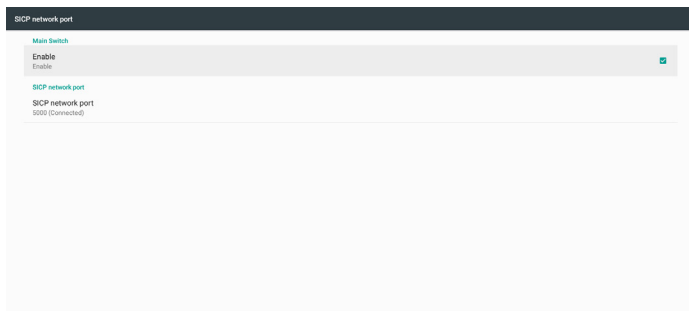 SICP network port
Main Switch
Enable
Enable
SICP network port
SICP network port
5000 (Connected)